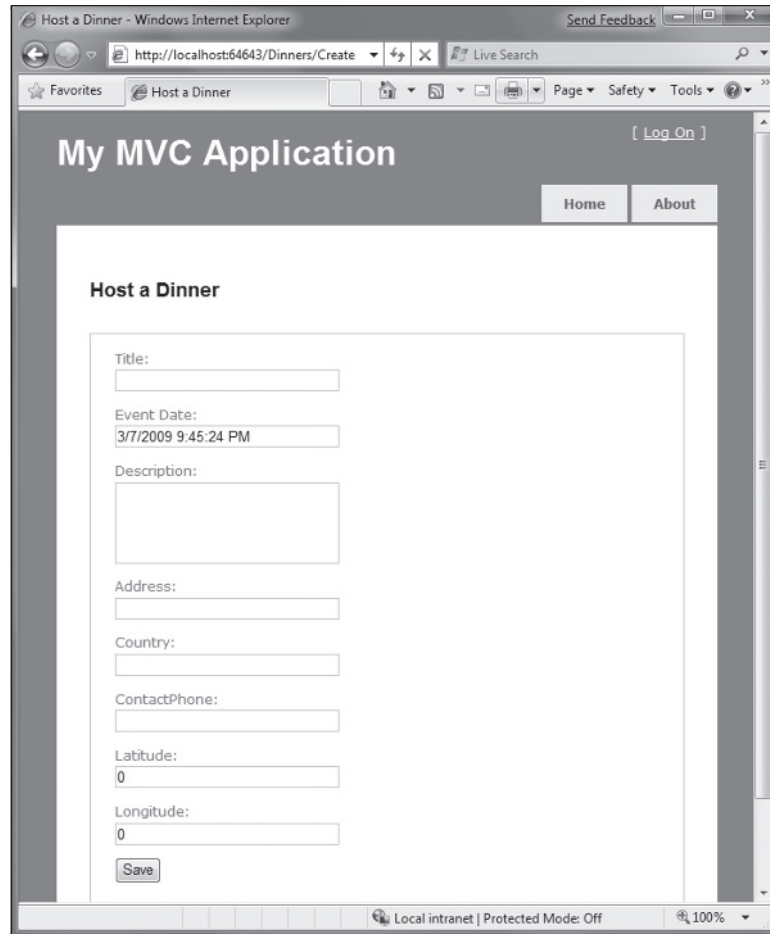 Host a Dinner - Windows Internet Explorer
Send Feedback
http://localhost:64643/Dinners/Create
Live Search
Favorites
Host a Dinner
Page
Safety
Tools
[ Log On ]
My MVC Application
Home
About
Host a Dinner
Title:
Event Date:
3/7/2009 9:45:24 PM
Description:
Address:
Country:
ContactPhone:
Latitude:
0
Longitude:
0
Save
Local intranet | Protected Mode: Off
100%